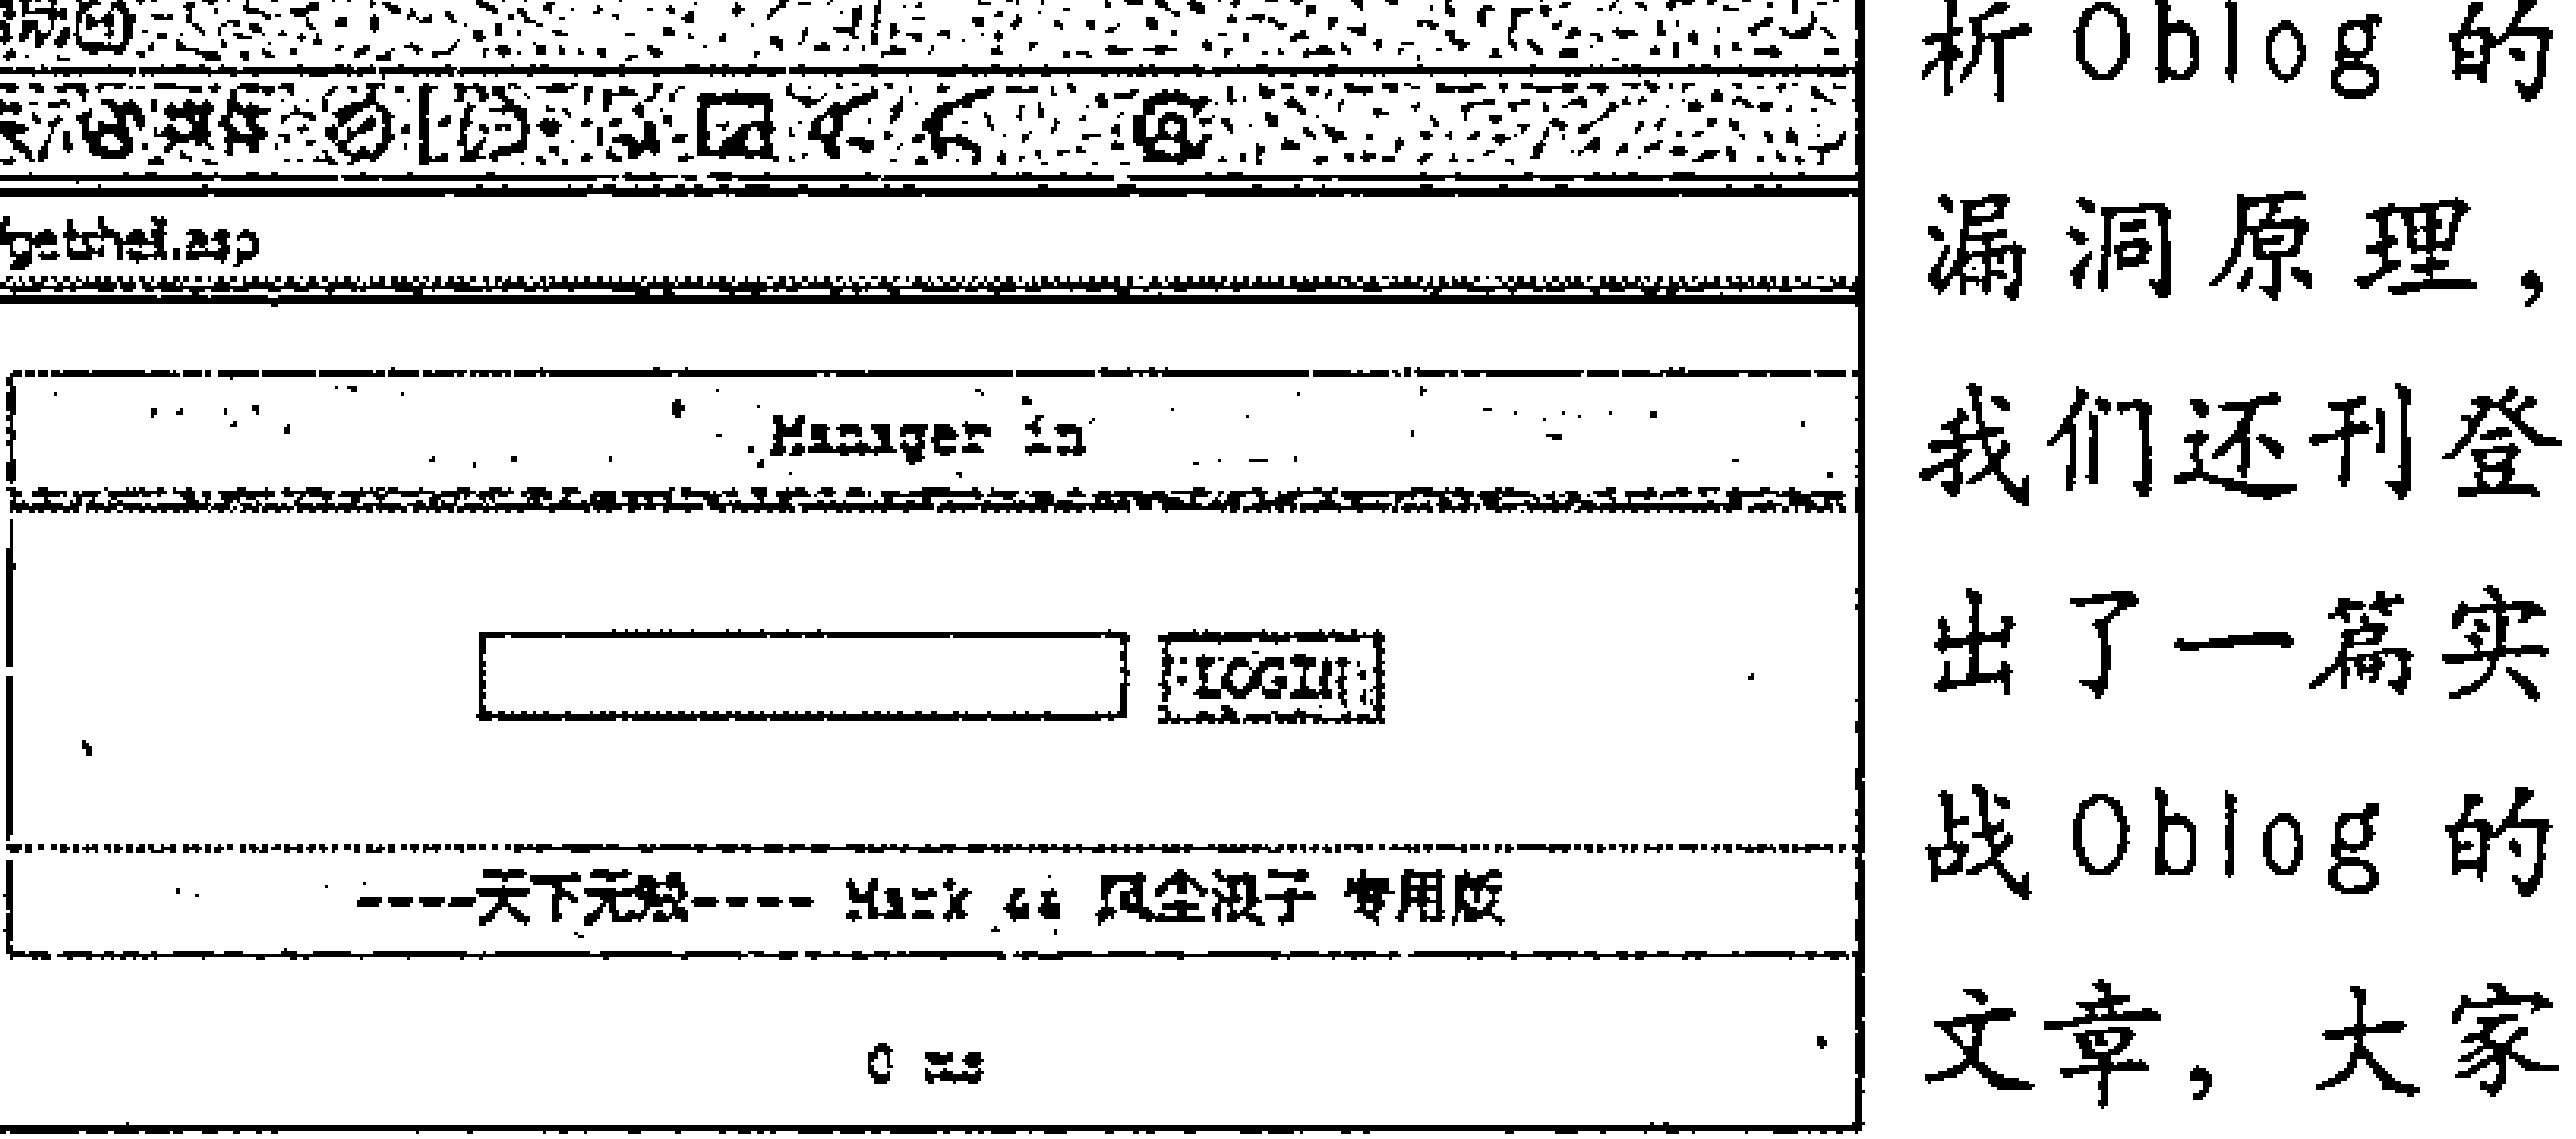 getshell.asp
Manager in
LOGIN
----天下无贼---- Mark && 风尘浪子 专用版
0 ms
析Oblog的
漏洞原理，
我们还刊登
出了一篇实
战Oblog的
文章，大家